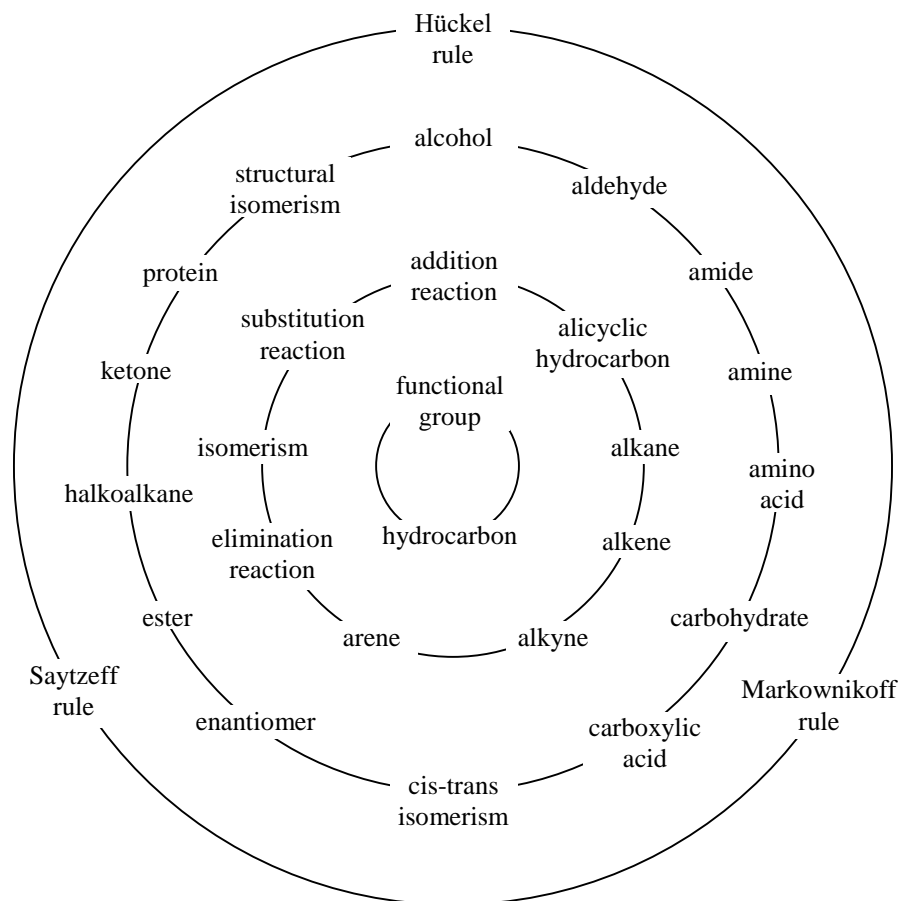 Hückel
rule
alcohol
structural
isomerism
aldehyde
protein
amide
addition
reaction
substitution
reaction
alicyclic
hydrocarbon
ketone
amine
functional
group
isomerism
alkane
halkoalkane
amino
acid
hydrocarbon
elimination
reaction
alkene
ester
carbohydrate
arene
alkyne
Saytzeff
rule
Markownikoff
rule
enantiomer
carboxylic
acid
cis-trans
isomerism